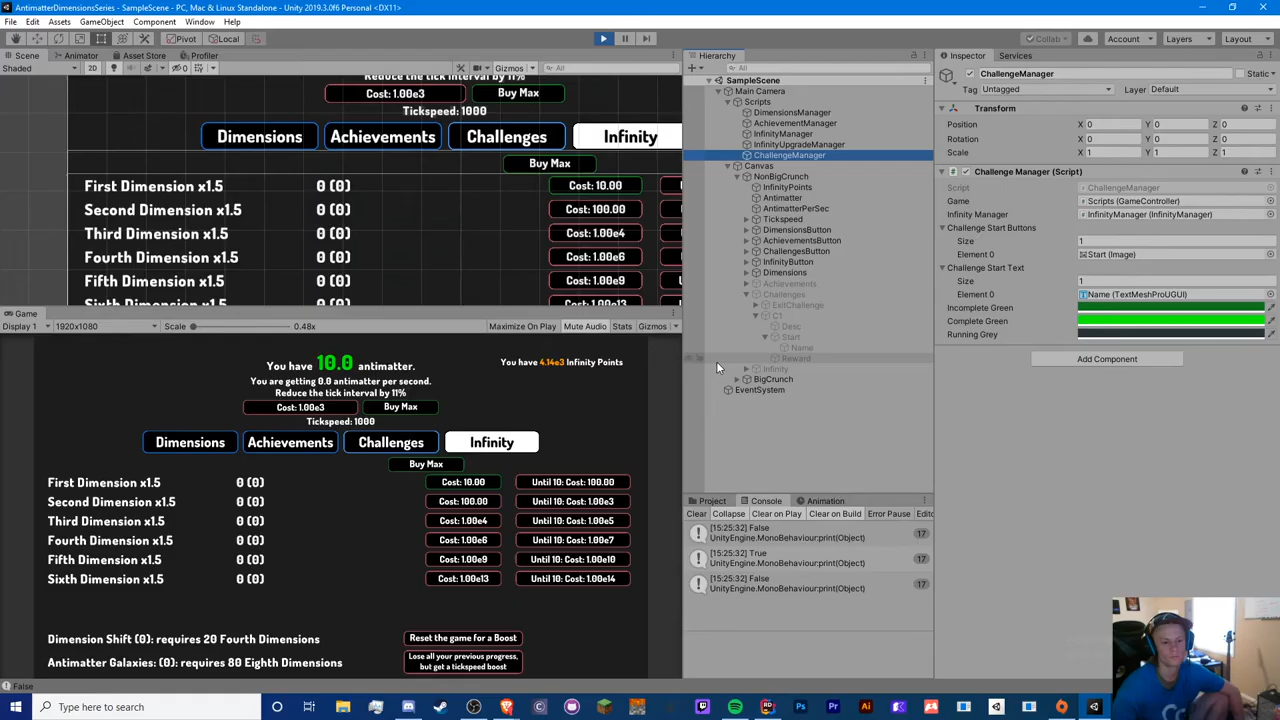 AntimatterDimensionsSeries - SampleScene - PC, Mac & Linux Standalone - Unity 2019.3.0f6 Personal <DX11>
File Edit Assets GameObject Component Window Help
Pivot Local Collab Account Layers Layout
Scene Animator Asset Store Profiler
Shaded 2D 0 Gizmos All
Reduce the tick interval by 11%
Cost: 1.00e3 Buy Max
Tickspeed: 1000
Dimensions Achievements Challenges Infinity
Buy Max
First Dimension x1.5 0 (0) Cost: 10.00
Second Dimension x1.5 0 (0) Cost: 100.00
Third Dimension x1.5 0 (0) Cost: 1.00e4
Fourth Dimension x1.5 0 (0) Cost: 1.00e6
Fifth Dimension x1.5 0 (0) Cost: 1.00e9
Sixth Dimension x1.5 0 (0) Cost: 1.00e13
Game
Display 1 1920x1080 Scale 0.48x Maximize On Play Mute Audio Stats Gizmos
You have 10.0 antimatter.
You have 4.14e3 Infinity Points
You are getting 0.0 antimatter per second.
Reduce the tick interval by 11%
Cost: 1.00e3 Buy Max
Tickspeed: 1000
Dimensions Achievements Challenges Infinity
Buy Max
First Dimension x1.5 0 (0) Cost: 10.00 Until 10: Cost: 100.00
Second Dimension x1.5 0 (0) Cost: 100.00 Until 10: Cost: 1.00e3
Third Dimension x1.5 0 (0) Cost: 1.00e4 Until 10: Cost: 1.00e5
Fourth Dimension x1.5 0 (0) Cost: 1.00e6 Until 10: Cost: 1.00e7
Fifth Dimension x1.5 0 (0) Cost: 1.00e9 Until 10: Cost: 1.00e10
Sixth Dimension x1.5 0 (0) Cost: 1.00e13 Until 10: Cost: 1.00e14
Dimension Shift (0): requires 20 Fourth Dimensions Reset the game for a Boost
Antimatter Galaxies: (0): requires 80 Eighth Dimensions Lose all your previous progress,
but get a tickspeed boost
False
Hierarchy
All
SampleScene
Main Camera
Scripts
DimensionsManager
AchievementManager
InfinityManager
InfinityUpgradeManager
ChallengeManager
Canvas
NonBigCrunch
InfinityPoints
Antimatter
AntimatterPerSec
Tickspeed
DimensionsButton
AchievementsButton
ChallengesButton
InfinityButton
Dimensions
Achievements
Challenges
ExitChallenge
C1
Desc
Start
Name
Reward
Infinity
BigCrunch
EventSystem
Project Console Animation
Clear Collapse Clear on Play Clear on Build Error Pause Edito
[15:25:32] False
UnityEngine.MonoBehaviour:print(Object) 17
[15:25:32] True
UnityEngine.MonoBehaviour:print(Object) 17
[15:25:32] False
UnityEngine.MonoBehaviour:print(Object) 17
Inspector Services
ChallengeManager Static
Tag Untagged Layer Default
Transform
Position X 0 Y 0 Z 0
Rotation X 0 Y 0 Z 0
Scale X 1 Y 1 Z 1
Challenge Manager (Script)
Script ChallengeManager
Game Scripts (GameController)
Infinity Manager InfinityManager (InfinityManager)
Challenge Start Buttons
Size 1
Element 0 Start (Image)
Challenge Start Text
Size 1
Element 0 Name (TextMeshProUGUI)
Incomplete Green
Complete Green
Running Grey
Add Component
Type here to search